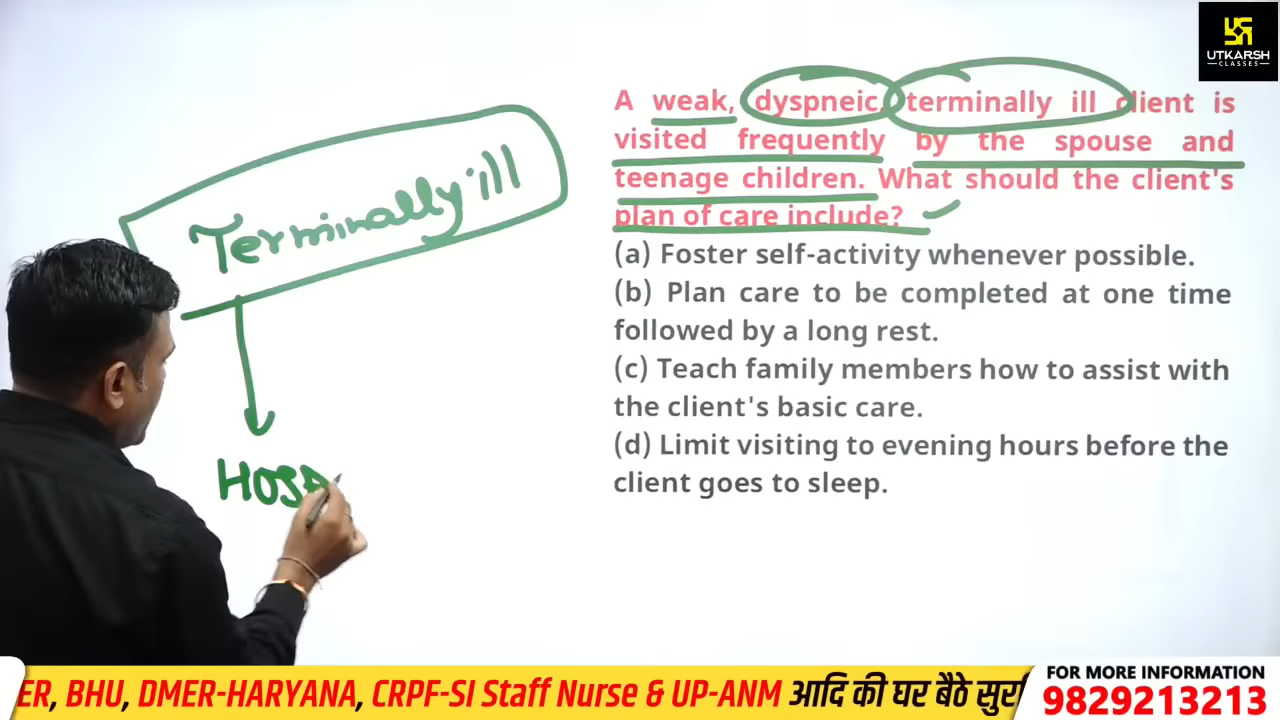 UTKARSH
CLASSES
A weak, dyspneic, terminally ill client is
visited frequently by the spouse and
teenage children. What should the client's
plan of care include?
(a) Foster self-activity whenever possible.
(b) Plan care to be completed at one time
followed by a long rest.
(c) Teach family members how to assist with
the client's basic care.
(d) Limit visiting to evening hours before the
client goes to sleep.
Terminally ill
HOSP
ER, BHU, DMER-HARYANA, CRPF-SI Staff Nurse & UP-ANM आदि की घर बैठे
FOR MORE INFORMATION
9829213213